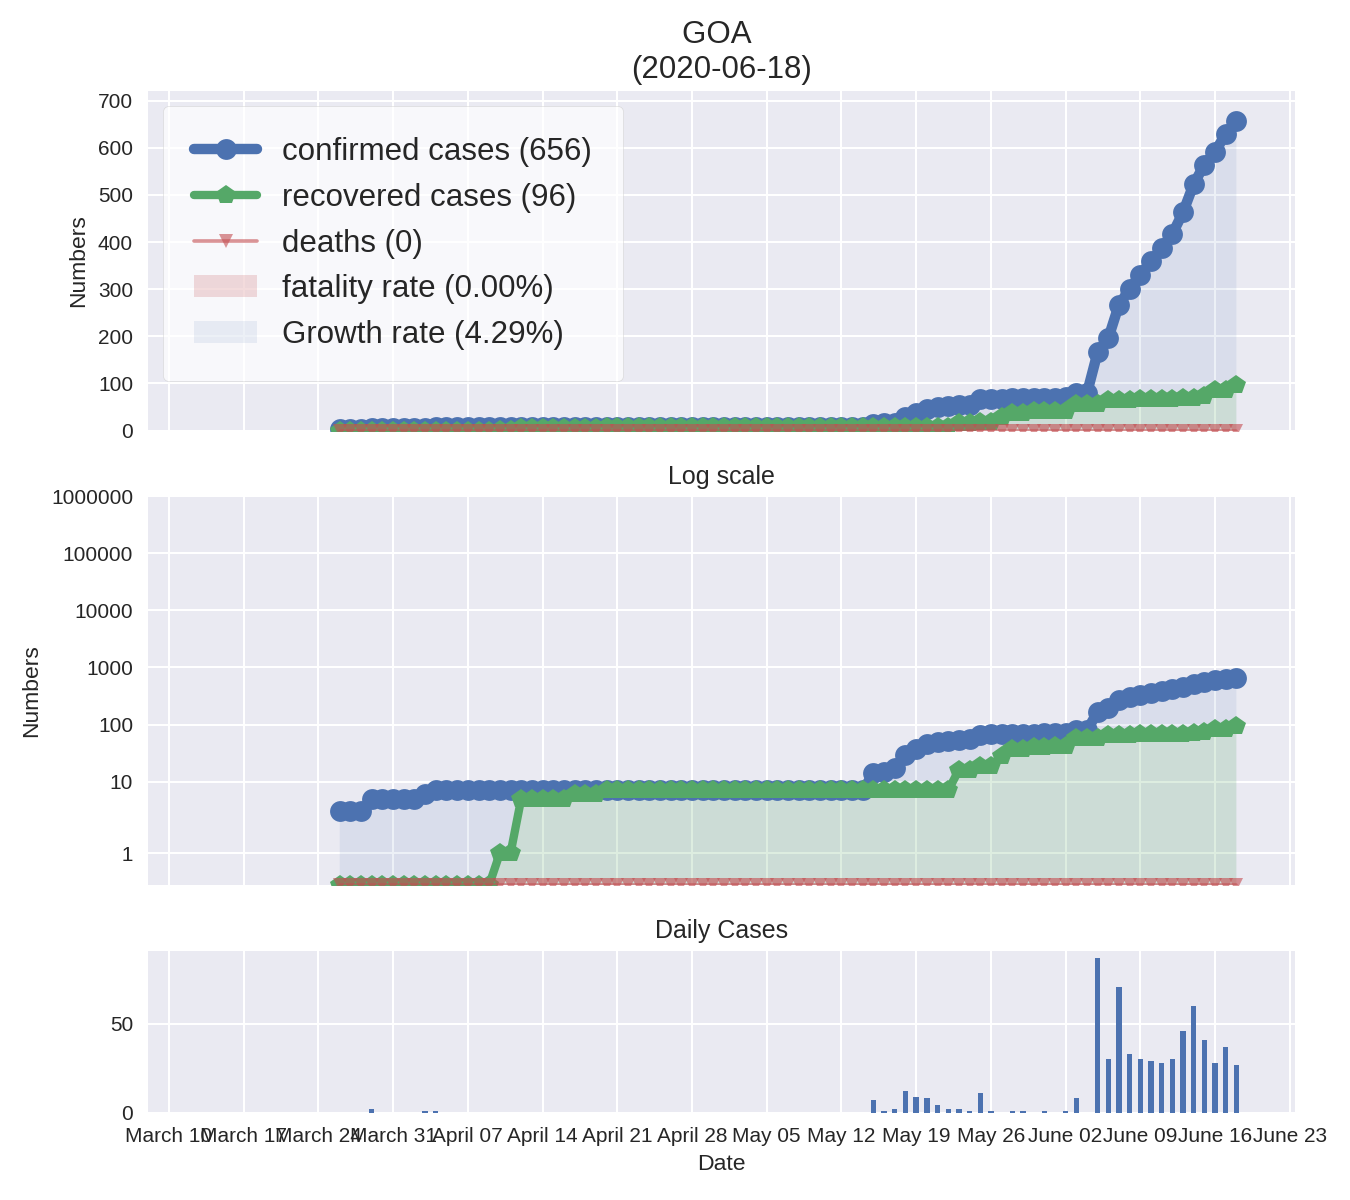 GOA
(2020-06-18)
700
600
500
400
300
200
100
0
Numbers
confirmed cases (656)
recovered cases (96)
deaths (0)
fatality rate (0.00%)
Growth rate (4.29%)
Log scale
1000000
100000
10000
1000
100
10
1
Numbers
Daily Cases
50
0
March 10 March 17 March 24 March 31 April 07 April 14 April 21 April 28 May 05 May 12 May 19 May 26 June 02 June 09 June 16 June 23
Date